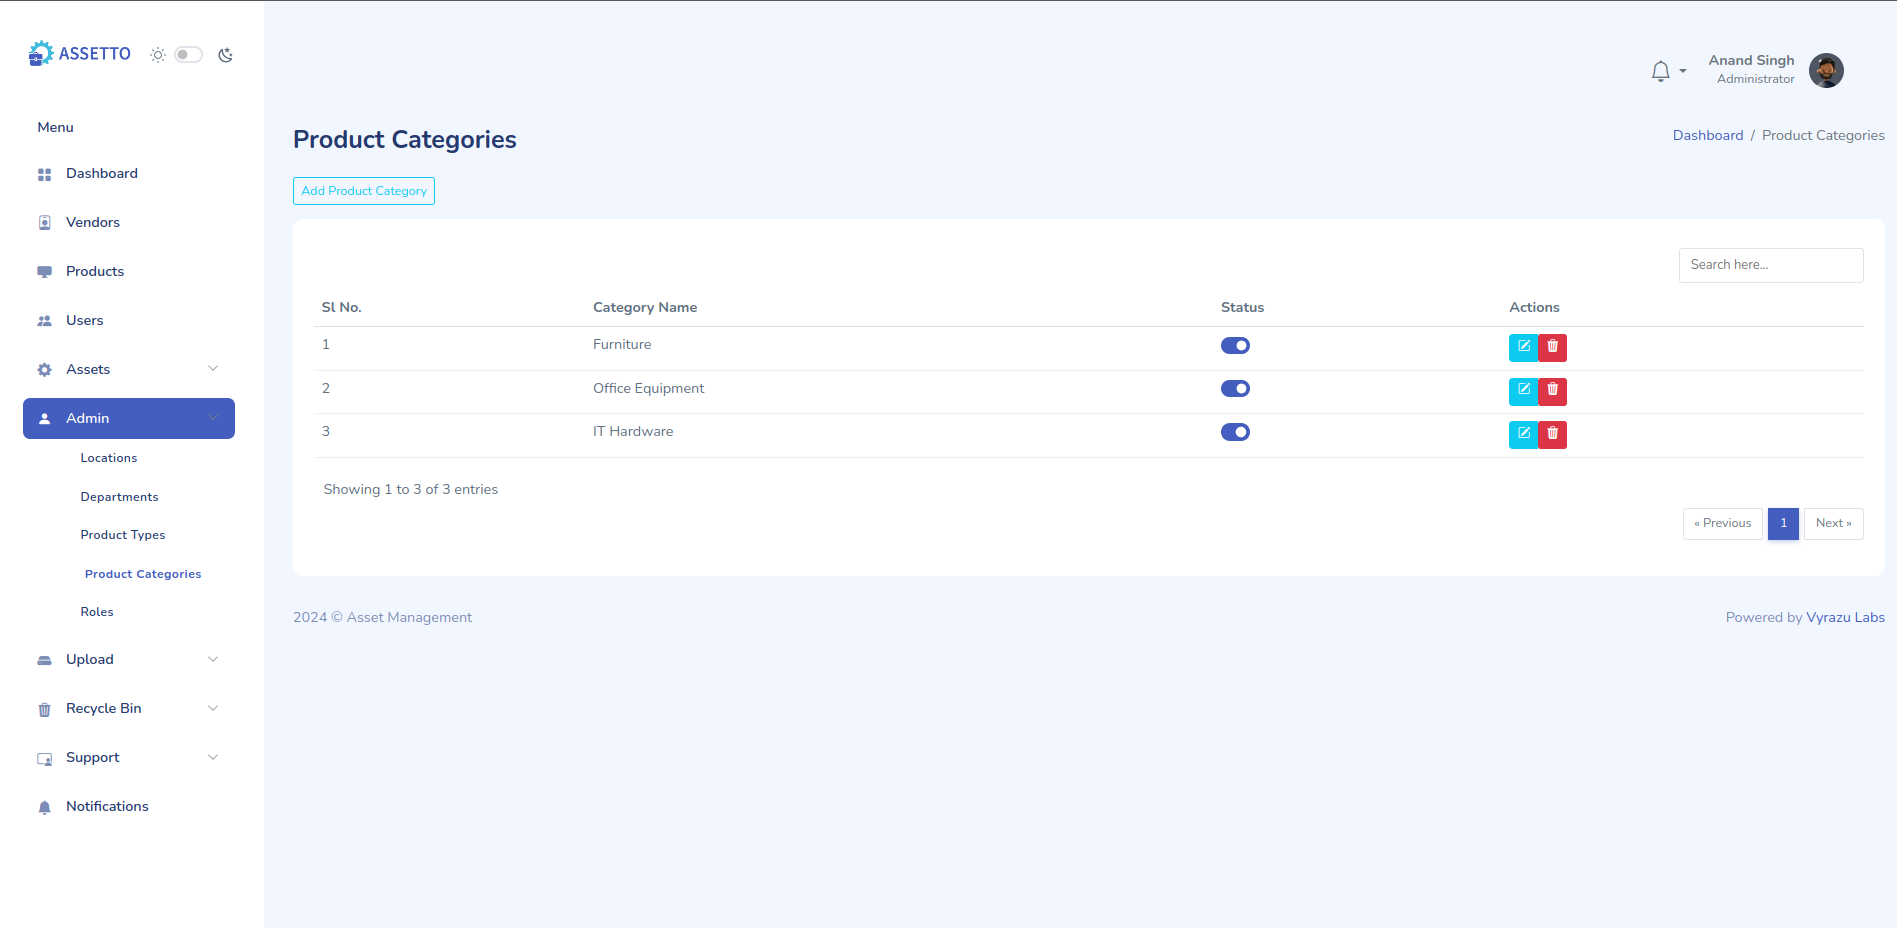 ASSETTO
Menu
Dashboard
Vendors
Products
Users
Assets
Admin
Locations
Departments
Product Types
Product Categories
Roles
Upload
Recycle Bin
Support
Notifications
Anand Singh
Administrator
Product Categories
Dashboard / Product Categories
Add Product Category
Search here...
Sl No. Category Name Status Actions
1 Furniture
2 Office Equipment
3 IT Hardware
Showing 1 to 3 of 3 entries
« Previous 1 Next »
2024 © Asset Management
Powered by Vyrazu Labs